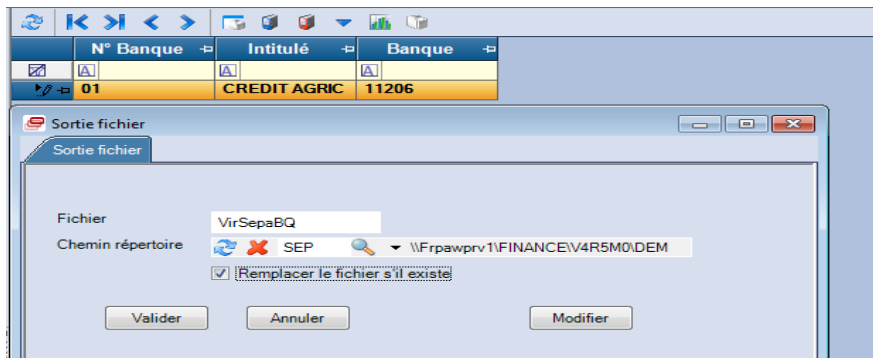 N° Banque Intitulé Banque
A A A
01 CREDIT AGRIC 11206
Sortie fichier
Sortie fichier
Fichier VirSepaBQ
Chemin répertoire SEP \\Frpawprv1\FINANCE\V4R5M0\DEM
Remplacer le fichier s'il existe
Valider Annuler Modifier